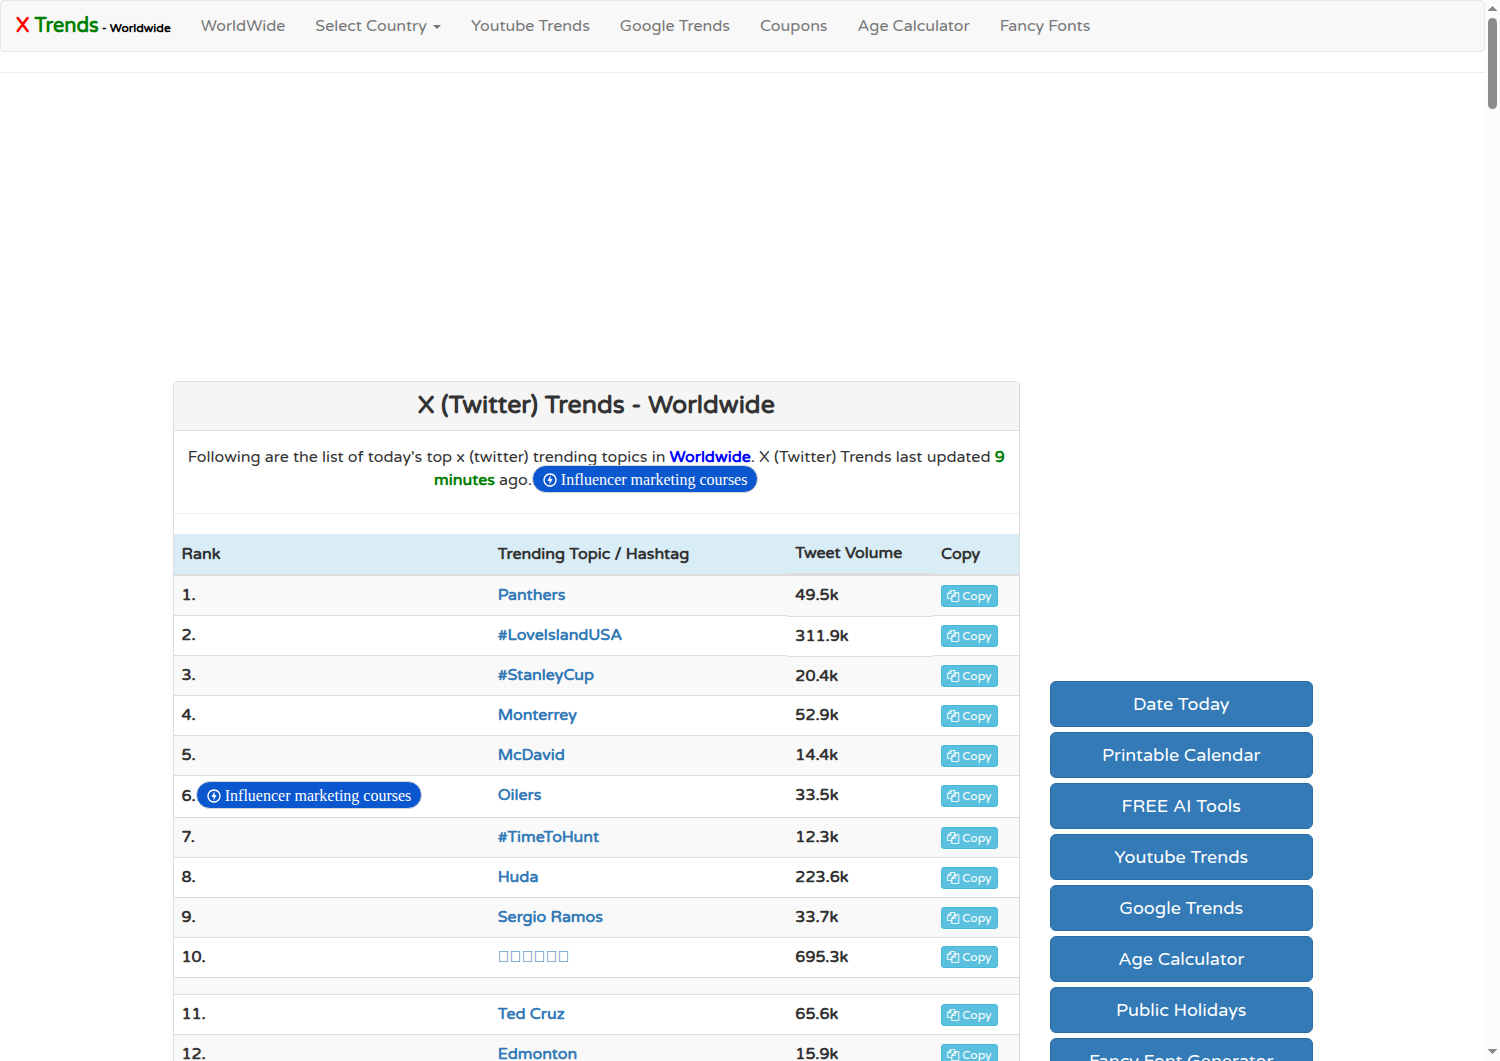 X Trends - Worldwide WorldWide Select Country Youtube Trends Google Trends Coupons Age Calculator Fancy Fonts
X (Twitter) Trends - Worldwide
Following are the list of today's top x (twitter) trending topics in Worldwide. X (Twitter) Trends last updated 9
minutes ago. Influencer marketing courses
Rank Trending Topic / Hashtag Tweet Volume Copy
1. Panthers 49.5k Copy
2. #LoveIslandUSA 311.9k Copy
3. #StanleyCup 20.4k Copy
4. Monterrey 52.9k Copy
5. McDavid 14.4k Copy
6. Influencer marketing courses Oilers 33.5k Copy
7. #TimeToHunt 12.3k Copy
8. Huda 223.6k Copy
9. Sergio Ramos 33.7k Copy
10. 695.3k Copy
11. Ted Cruz 65.6k Copy
12. Edmonton 15.9k Copy
Date Today
Printable Calendar
FREE AI Tools
Youtube Trends
Google Trends
Age Calculator
Public Holidays
Fancy Font Generator